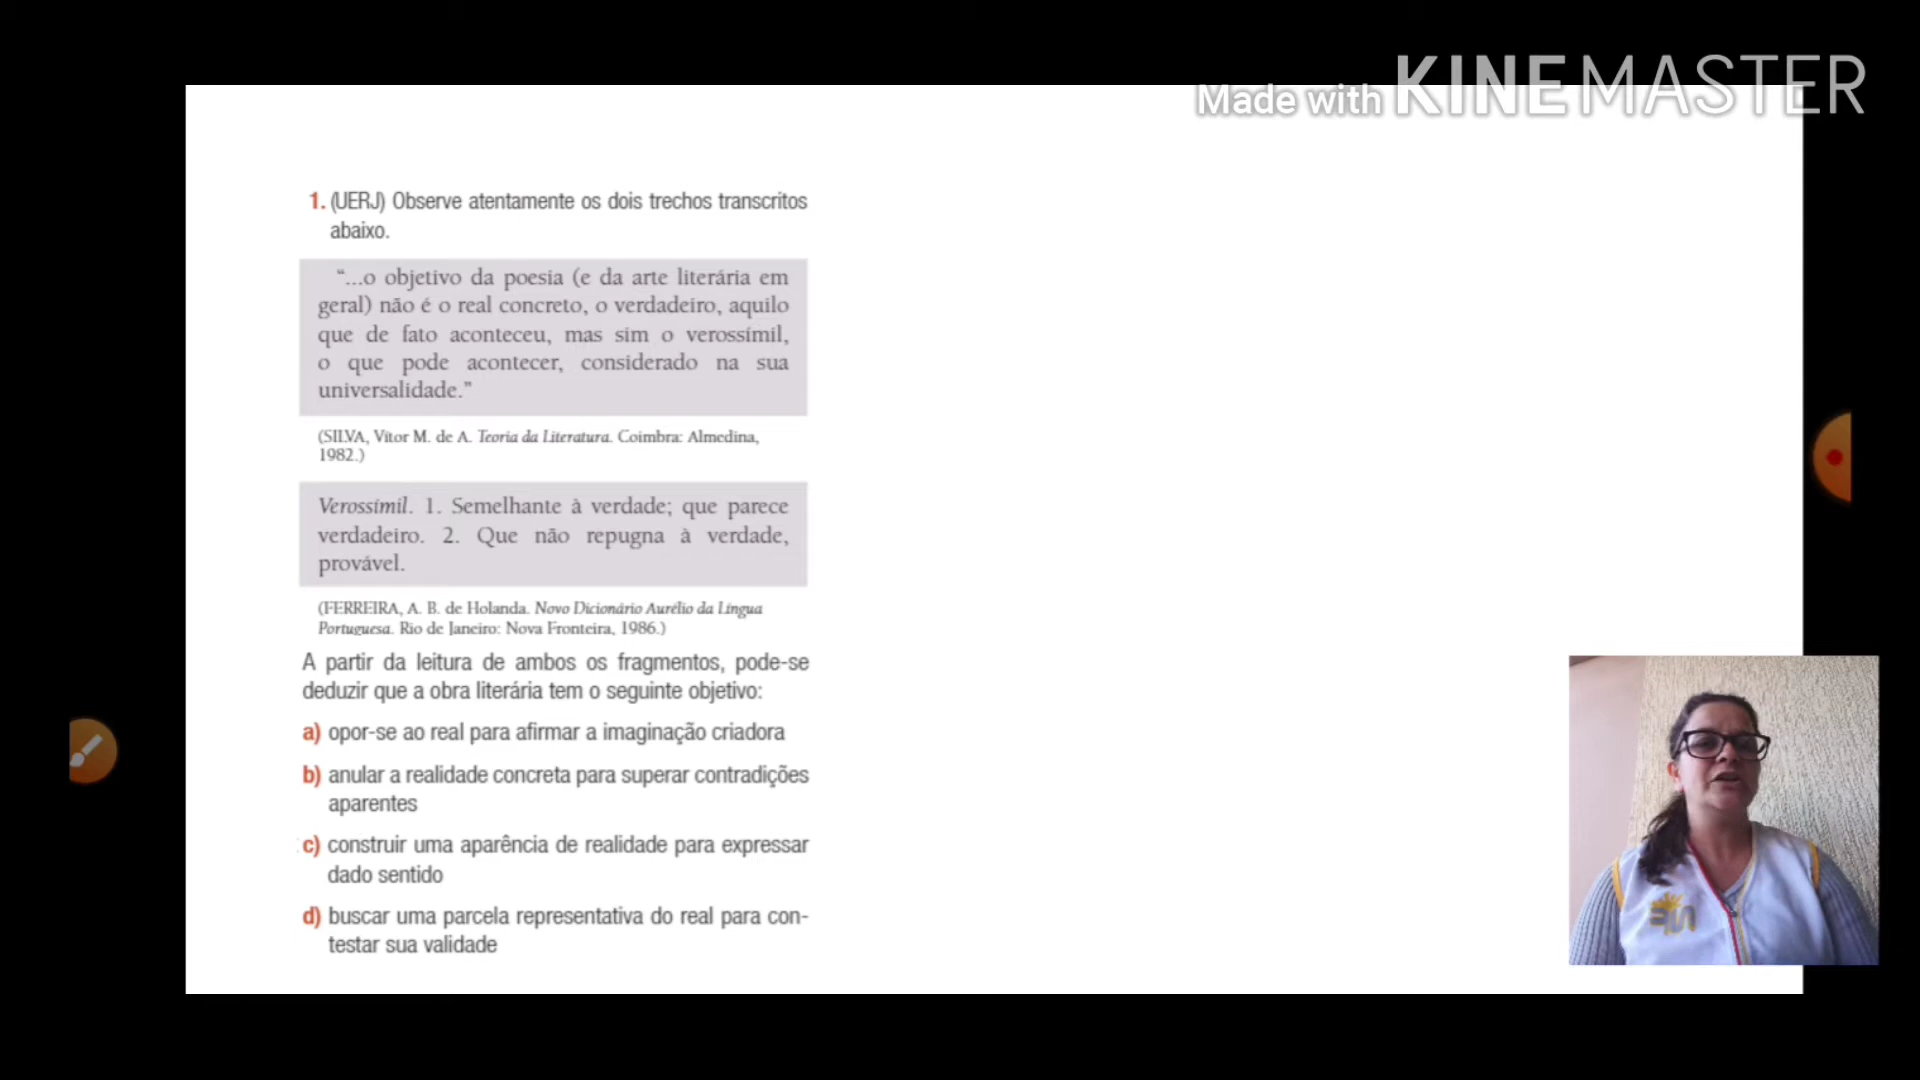 Made with KINEMASTER
1. (UERJ) Observe atentamente os dois trechos transcritos
abaixo.
“...o objetivo da poesia (e da arte literária em
geral) não é o real concreto, o verdadeiro, aquilo
que de fato aconteceu, mas sim o verossímil,
o que pode acontecer, considerado na sua
universalidade.”
(SILVA, Vítor M. de A. Teoria da Literatura. Coimbra: Almedina,
1982.)
Verossímil. 1. Semelhante à verdade; que parece
verdadeiro. 2. Que não repugna à verdade,
provável.
(FERREIRA, A. B. de Holanda. Novo Dicionário Aurélio da Língua
Portuguesa. Rio de Janeiro: Nova Fronteira, 1986.)
A partir da leitura de ambos os fragmentos, pode-se
deduzir que a obra literária tem o seguinte objetivo:
a) opor-se ao real para afirmar a imaginação criadora
b) anular a realidade concreta para superar contradições
aparentes
c) construir uma aparência de realidade para expressar
dado sentido
d) buscar uma parcela representativa do real para con-
testar sua validade